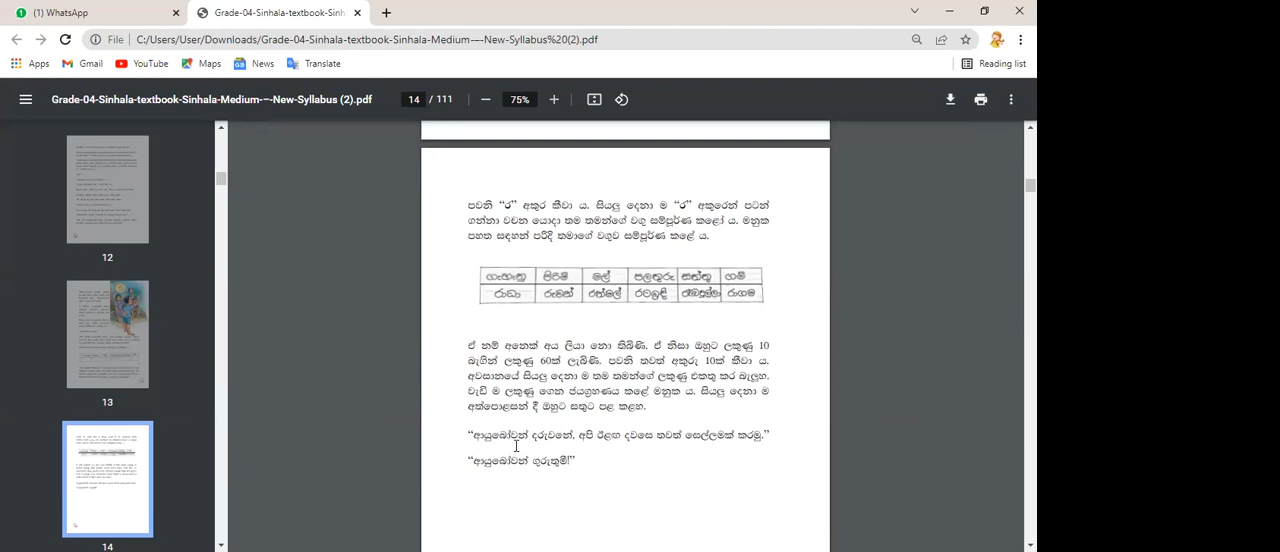 WhatsApp
Grade-04-Sinhala-textbook-Sinh
File
C:/Users/User/Downloads/Grade-04-Sinhala-textbook-Sinhala-Medium-–-New-Syllabus%20(2).pdf
Apps Gmail YouTube Maps News Translate Reading list
Grade-04-Sinhala-textbook-Sinhala-Medium-–-New-Syllabus (2).pdf 14 / 111 75%
12
13
14
පවනි “ර” අකුර කීවා ය. සියලු දෙනා ම “ර” අකුරෙන් පටන්
ගන්නා වචන යොදා තම තමන්ගේ වගු සම්පූර්ණ කළෝ ය. මනුක
පහත සඳහන් පරිදි තමාගේ වගුව සම්පූර්ණ කළේ ය.
ගැහැනු පිරිමි මල් පලතුරු සත්තු ගම්
රාධා රුවන් රන්මල් රටඉඳි රාගම
ඒ නම් අනෙක් අය ලියා නො තිබිණි. ඒ නිසා ඔහුට ලකුණු 10
බැගින් ලකුණු 60ක් ලැබිණි. පවනි තවත් අකුරු 10ක් කීවා ය.
අවසානයේ සියලු දෙනා ම තම තමන්ගේ ලකුණු එකතු කර බැලූහ.
වැඩි ම ලකුණු ගෙන ජයග්‍රහණය කළේ මනුක ය. සියලු දෙනා ම
අත්පොළසන් දී ඔහුට සතුට පළ කළහ.
“ආයුබෝවන් දරුවනේ, අපි ඊළඟ දවසෙ තවත් සෙල්ලමක් කරමු.”
“ආයුබෝවන් ගුරුතුමී!”